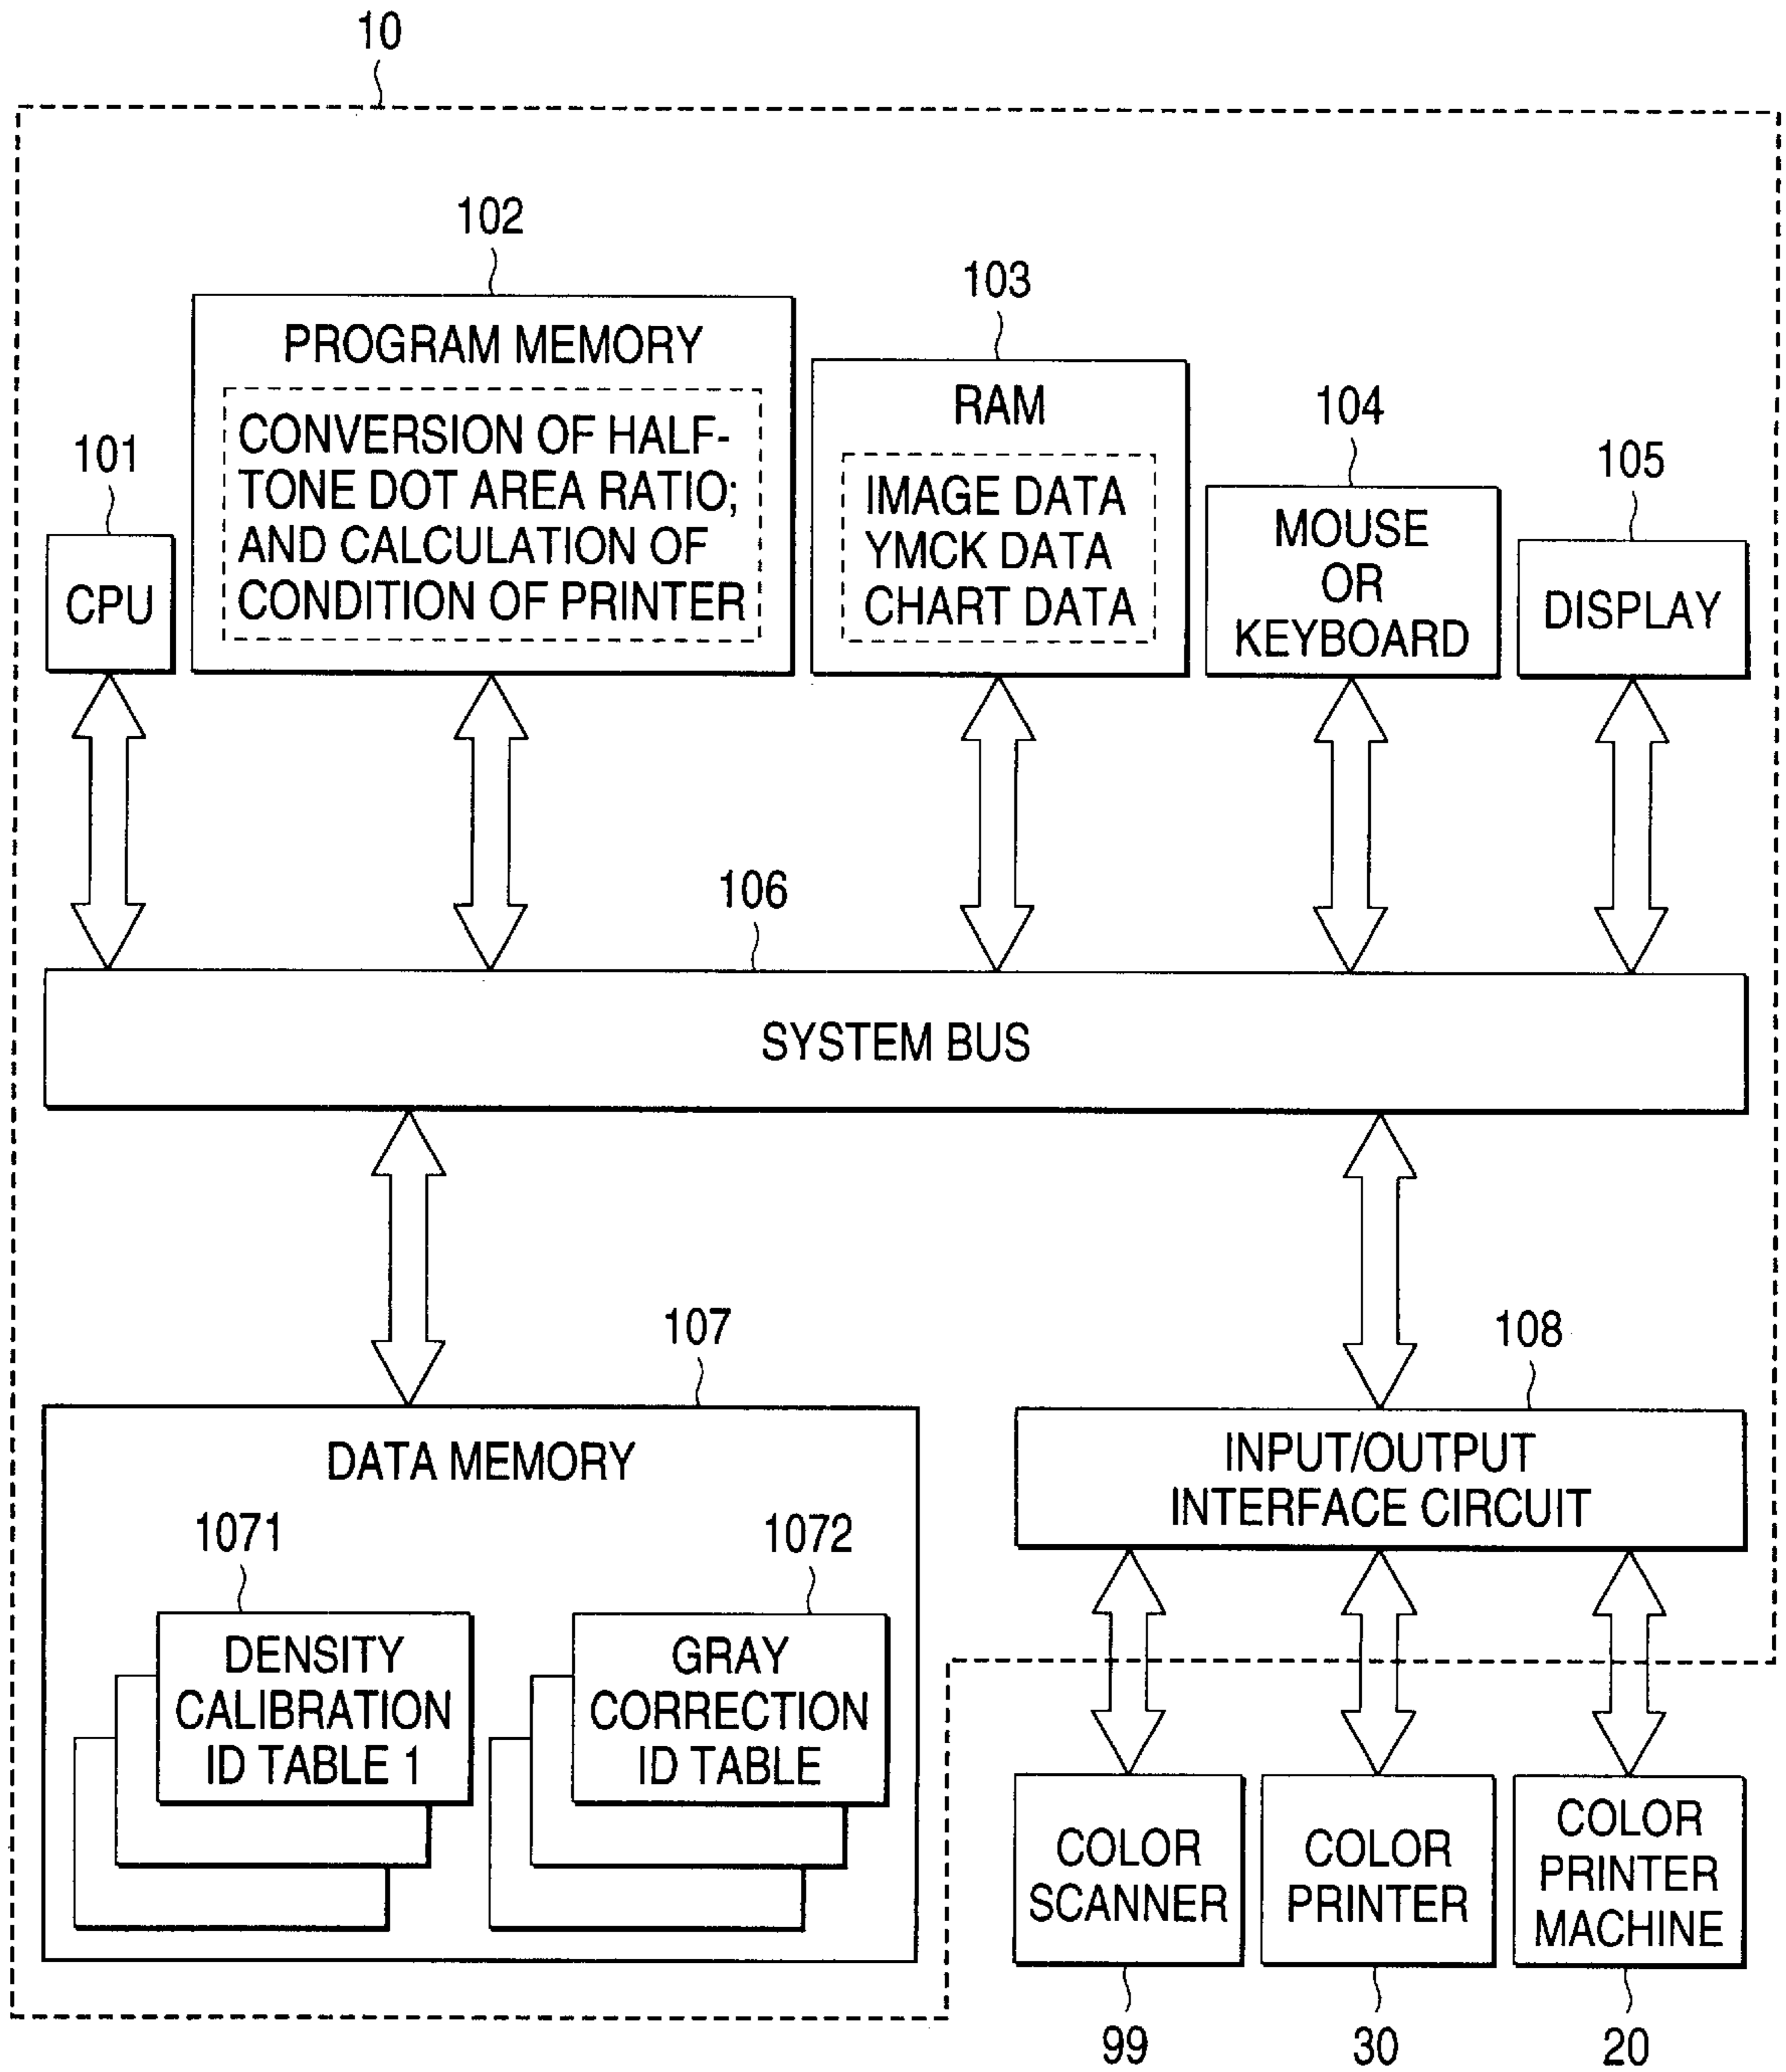 10
102
PROGRAM MEMORY
CONVERSION OF HALF-
TONE DOT AREA RATIO;
AND CALCULATION OF
CONDITION OF PRINTER
103
RAM
IMAGE DATA
YMCK DATA
CHART DATA
101
CPU
104
MOUSE
OR
KEYBOARD
105
DISPLAY
106
SYSTEM BUS
107
DATA MEMORY
1071
DENSITY
CALIBRATION
ID TABLE 1
1072
GRAY
CORRECTION
ID TABLE
108
INPUT/OUTPUT
INTERFACE CIRCUIT
COLOR
SCANNER
99
COLOR
PRINTER
30
COLOR
PRINTER
MACHINE
20